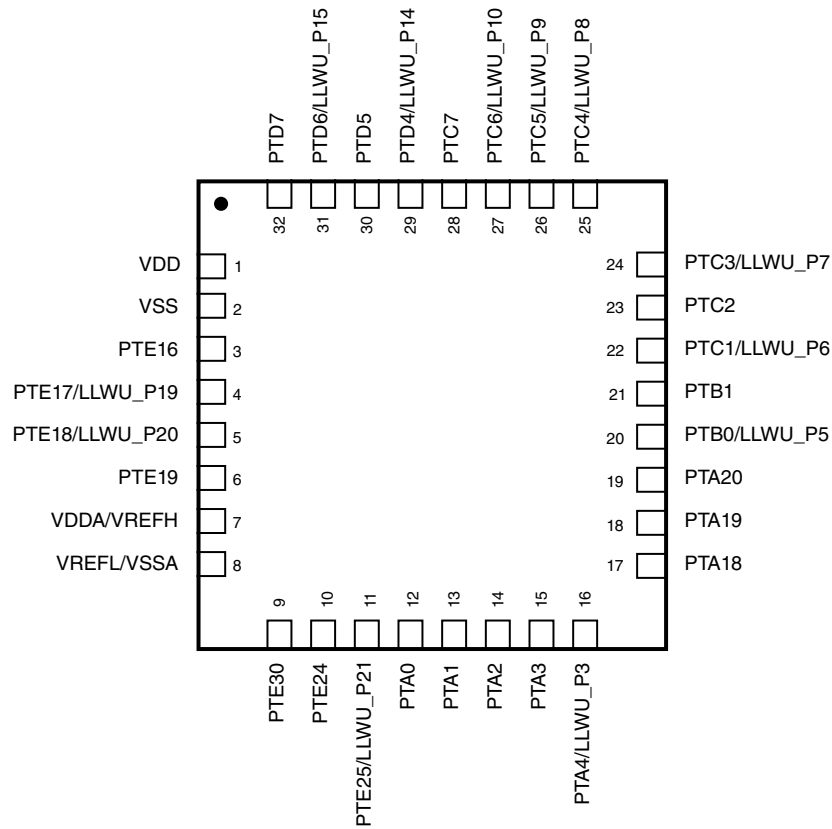 PTD7
PTD6/LLWU_P15
PTD5
PTD4/LLWU_P14
PTC7
PTC6/LLWU_P10
PTC5/LLWU_P9
PTC4/LLWU_P8
32
31
30
29
28
27
26
25
VDD 1
VSS 2
PTE16 3
PTE17/LLWU_P19 4
PTE18/LLWU_P20 5
PTE19 6
VDDA/VREFH 7
VREFL/VSSA 8
24 PTC3/LLWU_P7
23 PTC2
22 PTC1/LLWU_P6
21 PTB1
20 PTB0/LLWU_P5
19 PTA20
18 PTA19
17 PTA18
9
10
11
12
13
14
15
16
PTE30
PTE24
PTE25/LLWU_P21
PTA0
PTA1
PTA2
PTA3
PTA4/LLWU_P3